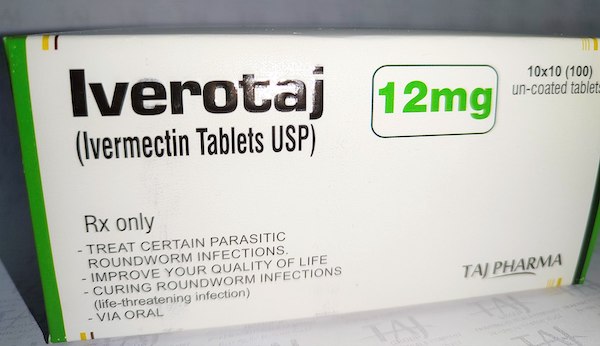 Iverotaj
(Ivermectin Tablets USP)
12mg
10x10 (100)
un-coated tablets
Rx only
- TREAT CERTAIN PARASITIC
ROUNDWORM INFECTIONS.
- IMPROVE YOUR QUALITY OF LIFE
- CURING ROUNDWORM INFECTIONS
(life-threatening infection)
- VIA ORAL
TAJ PHARMA
TAJ